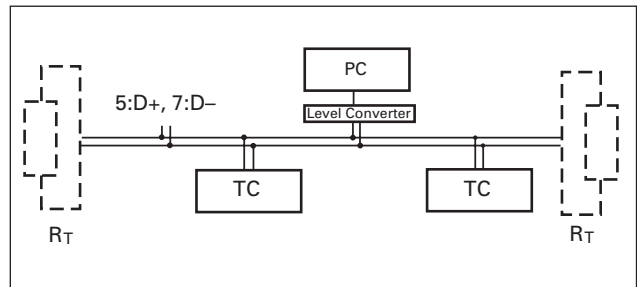 PC
5:D+, 7:D–
Level Converter
TC
TC
RT
RT